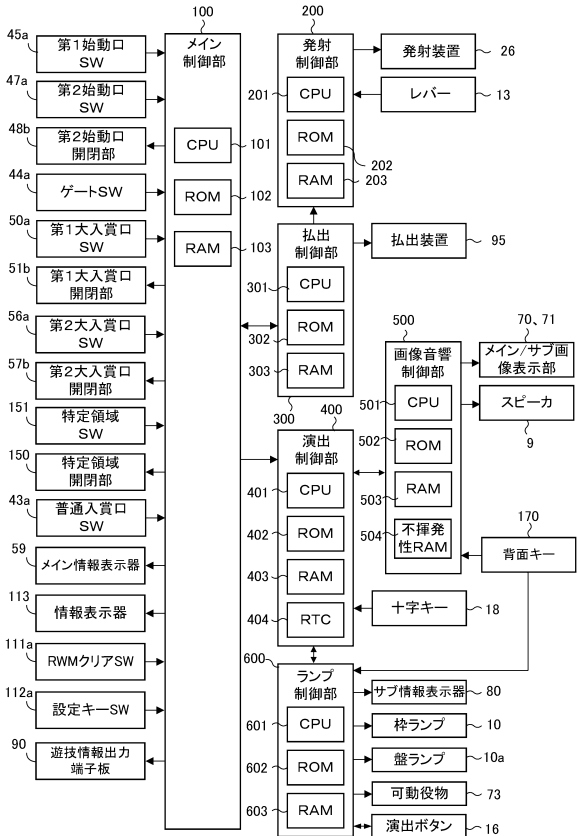 100
メイン
制御部
CPU
101
ROM
102
RAM
103
45a
第1始動口
SW
47a
第2始動口
SW
48b
第2始動口
開閉部
44a
ゲートSW
50a
第1大入賞口
SW
51b
第1大入賞口
開閉部
56a
第2大入賞口
SW
57b
第2大入賞口
開閉部
151
特定領域
SW
150
特定領域
開閉部
43a
普通入賞口
SW
59
メイン情報表示器
113
情報表示器
111a
RWMクリアSW
112a
設定キーSW
90
遊技情報出力
端子板
200
発射
制御部
201
CPU
ROM
202
RAM
203
発射装置
26
レバー
13
払出
制御部
301
CPU
302
ROM
303
RAM
300
払出装置
95
400
演出
制御部
401
CPU
402
ROM
403
RAM
404
RTC
500
画像音響
制御部
501
CPU
502
ROM
503
RAM
504
不揮発
性RAM
70、71
メイン/サブ画
像表示部
スピーカ
9
170
背面キー
十字キー
18
600
ランプ
制御部
601
CPU
602
ROM
603
RAM
サブ情報表示器
80
枠ランプ
10
盤ランプ
10a
可動役物
73
演出ボタン
16